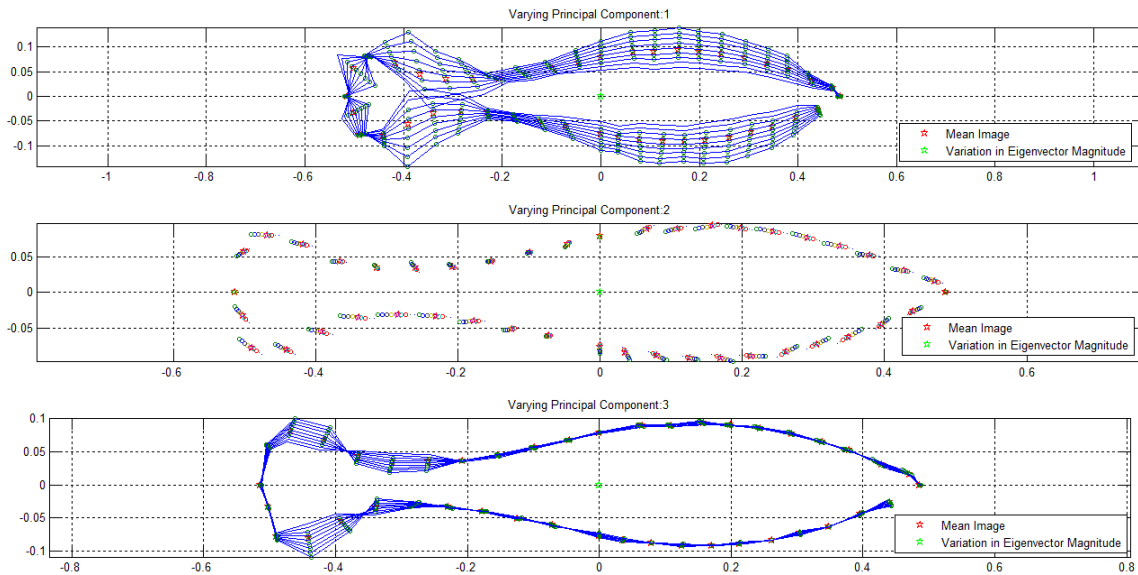 Varying Principal Component:1
0.1
0.05
0
-0.05
-0.1
Mean Image
Variation in Eigenvector Magnitude
-1 -0.8 -0.6 -0.4 -0.2 0 0.2 0.4 0.6 0.8 1
Varying Principal Component:2
0.05
0
-0.05
Mean Image
Variation in Eigenvector Magnitude
-0.6 -0.4 -0.2 0 0.2 0.4 0.6
Varying Principal Component:3
0.1
0.05
0
-0.05
-0.1
Mean Image
Variation in Eigenvector Magnitude
-0.8 -0.6 -0.4 -0.2 0 0.2 0.4 0.6 0.8